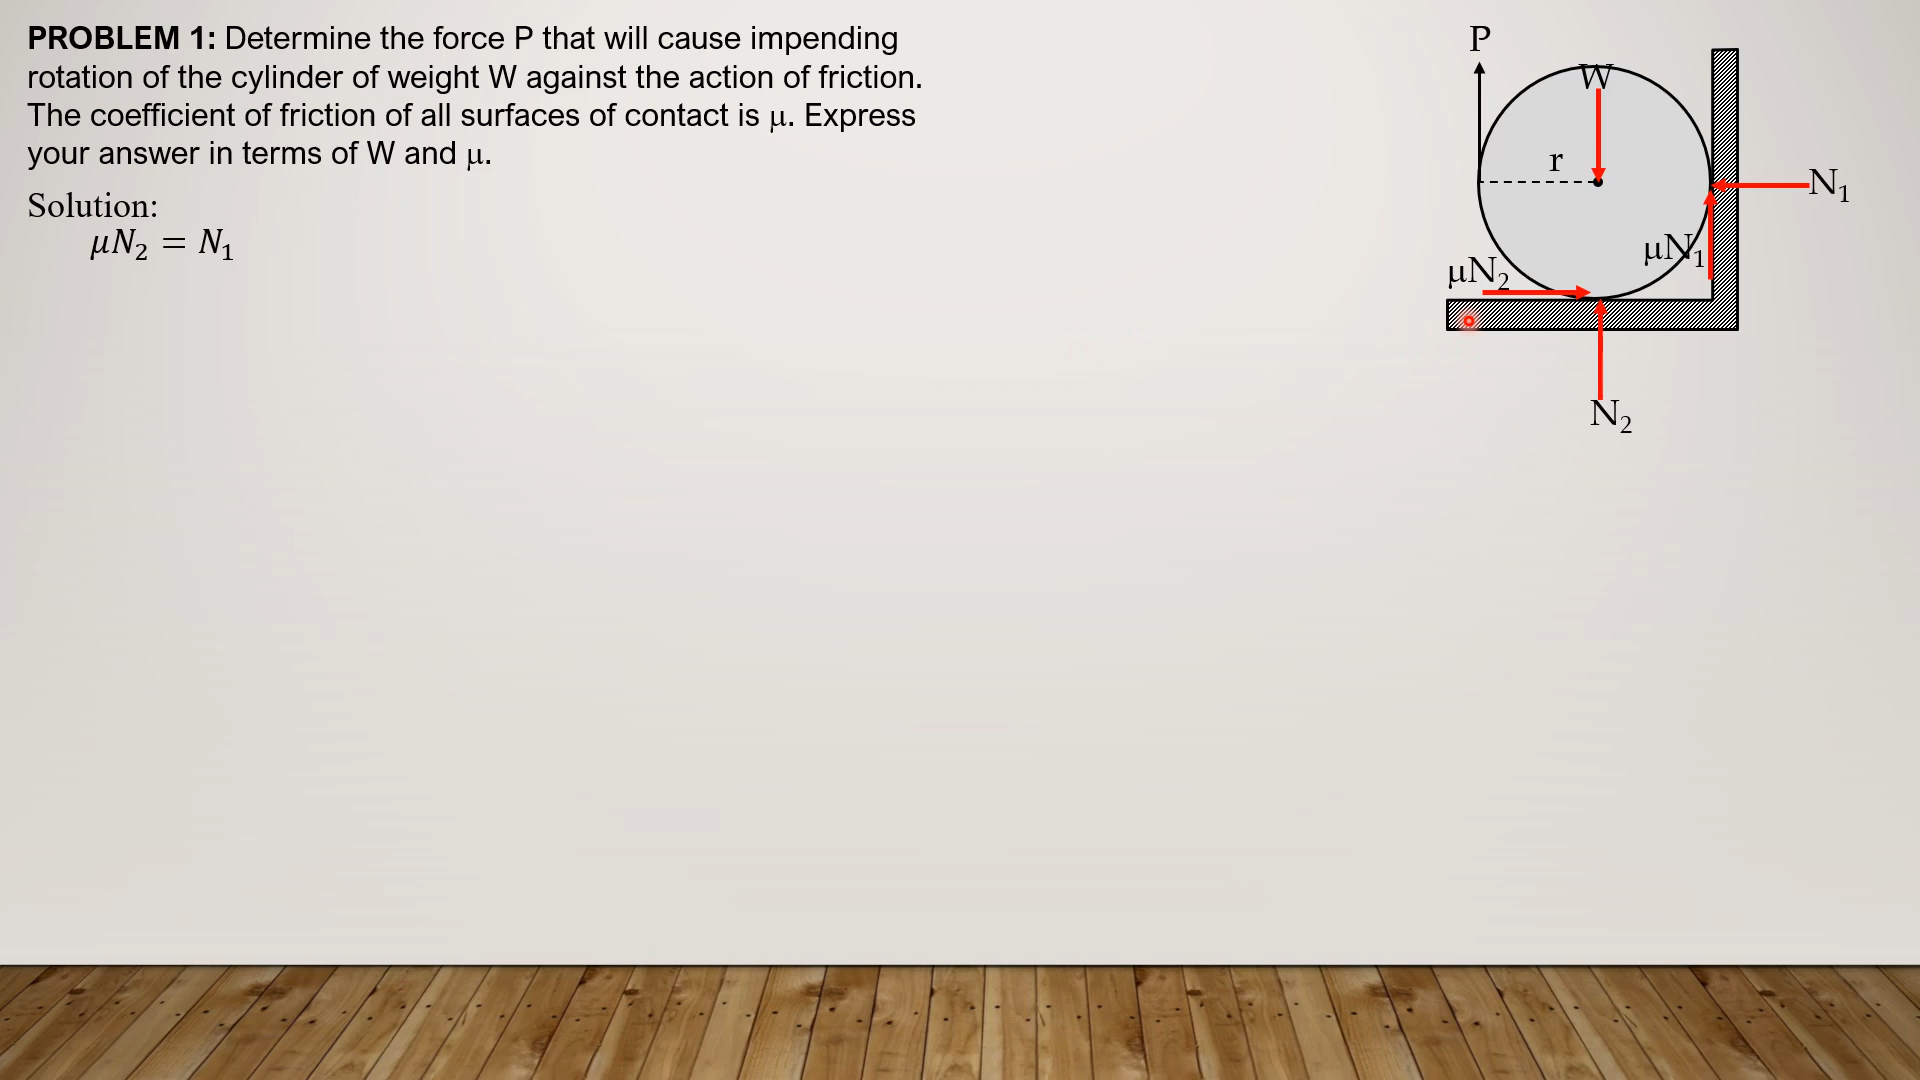 PROBLEM 1: Determine the force P that will cause impending
rotation of the cylinder of weight W against the action of friction.
The coefficient of friction of all surfaces of contact is μ. Express
your answer in terms of W and μ.
Solution:
μN₂ = N₁
P
W
r
N₁
μN₁
μN₂
N₂